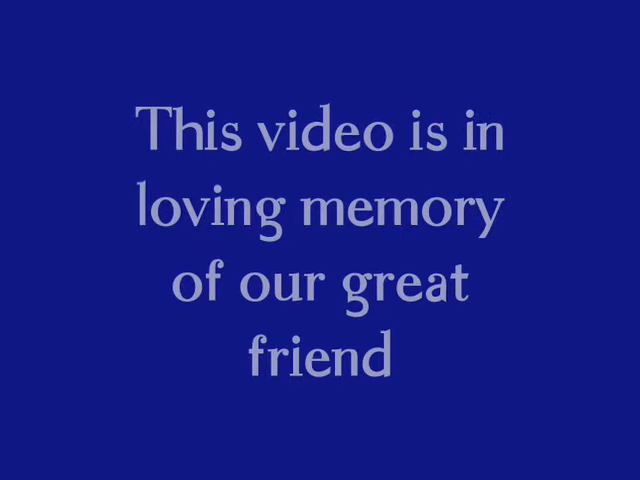 This video is in
loving memory
of our great
friend